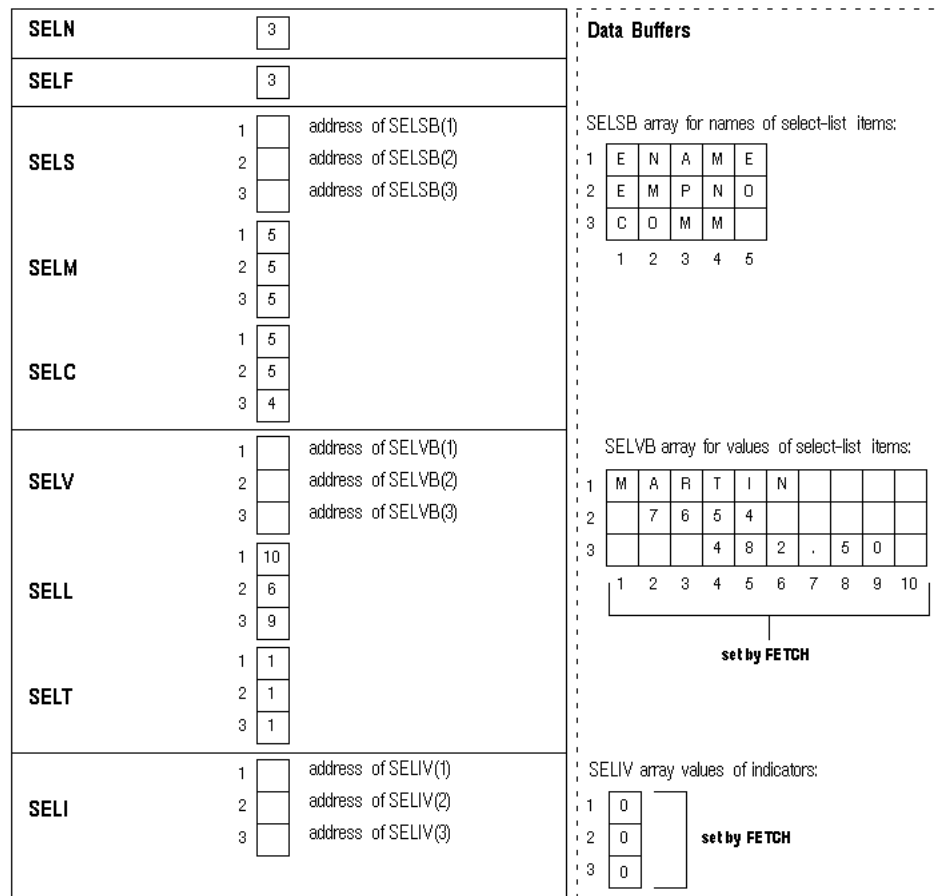 SELN 3
SELF 3
SELS
1 address of SELSB(1)
2 address of SELSB(2)
3 address of SELSB(3)
SELM
1 5
2 5
3 5
SELC
1 5
2 5
3 4
SELV
1 address of SELVB(1)
2 address of SELVB(2)
3 address of SELVB(3)
SELL
1 10
2 6
3 9
SELT
1 1
2 1
3 1
SELI
1 address of SELIV(1)
2 address of SELIV(2)
3 address of SELIV(3)
Data Buffers
SELSB array for names of select-list items:
1 E N A M E
2 E M P N O
3 C O M M
1 2 3 4 5
SELVB array for values of select-list items:
1 M A R T I N
2 7 6 5 4
3 4 8 2 . 5 0
1 2 3 4 5 6 7 8 9 10
set by FETCH
SELIV array values of indicators:
1 0
2 0
3 0
set by FETCH